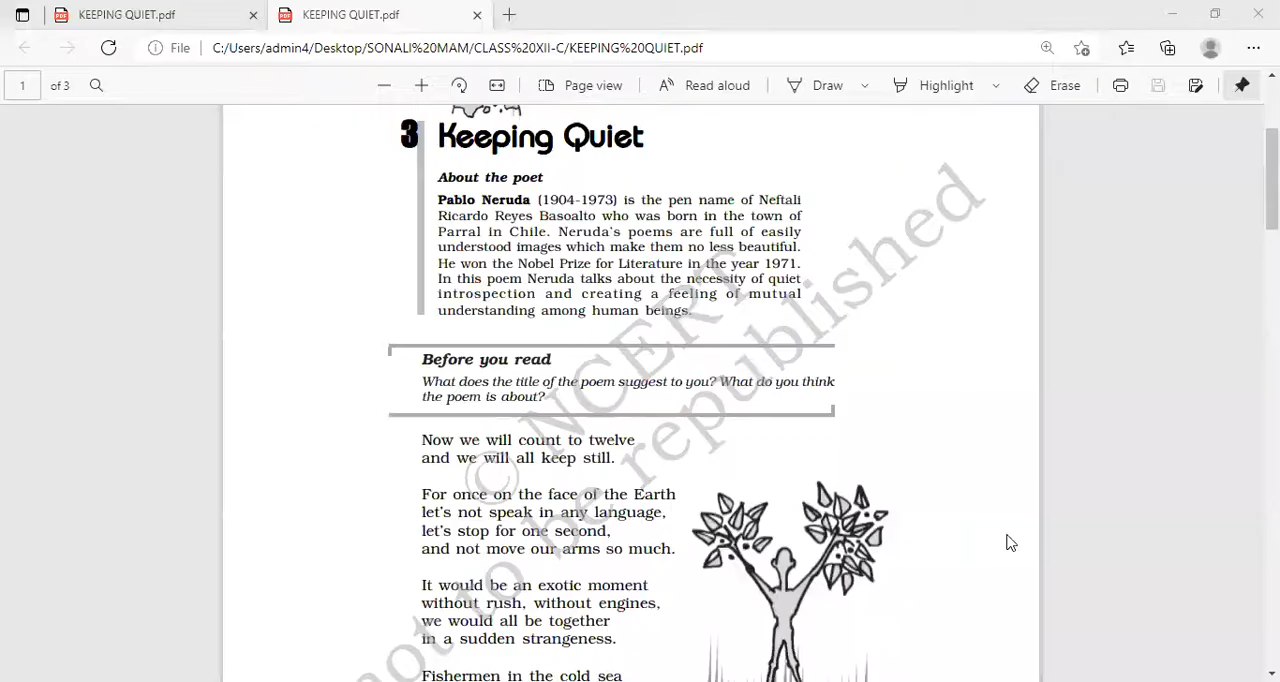 KEEPING QUIET.pdf
KEEPING QUIET.pdf
File
C:/Users/admin4/Desktop/SONALI%20MAM/CLASS%20XII-C/KEEPING%20QUIET.pdf
1 of 3
Page view
Read aloud
Draw
Highlight
Erase
3 Keeping Quiet
About the poet
Pablo Neruda (1904-1973) is the pen name of Neftali
Ricardo Reyes Basoalto who was born in the town of
Parral in Chile. Neruda's poems are full of easily
understood images which make them no less beautiful.
He won the Nobel Prize for Literature in the year 1971.
In this poem Neruda talks about the necessity of quiet
introspection and creating a feeling of mutual
understanding among human beings.
Before you read
What does the title of the poem suggest to you? What do you think
the poem is about?
Now we will count to twelve
and we will all keep still.
For once on the face of the Earth
let's not speak in any language,
let's stop for one second,
and not move our arms so much.
It would be an exotic moment
without rush, without engines,
we would all be together
in a sudden strangeness.
Fishermen in the cold sea
© NCERT
not to be republished